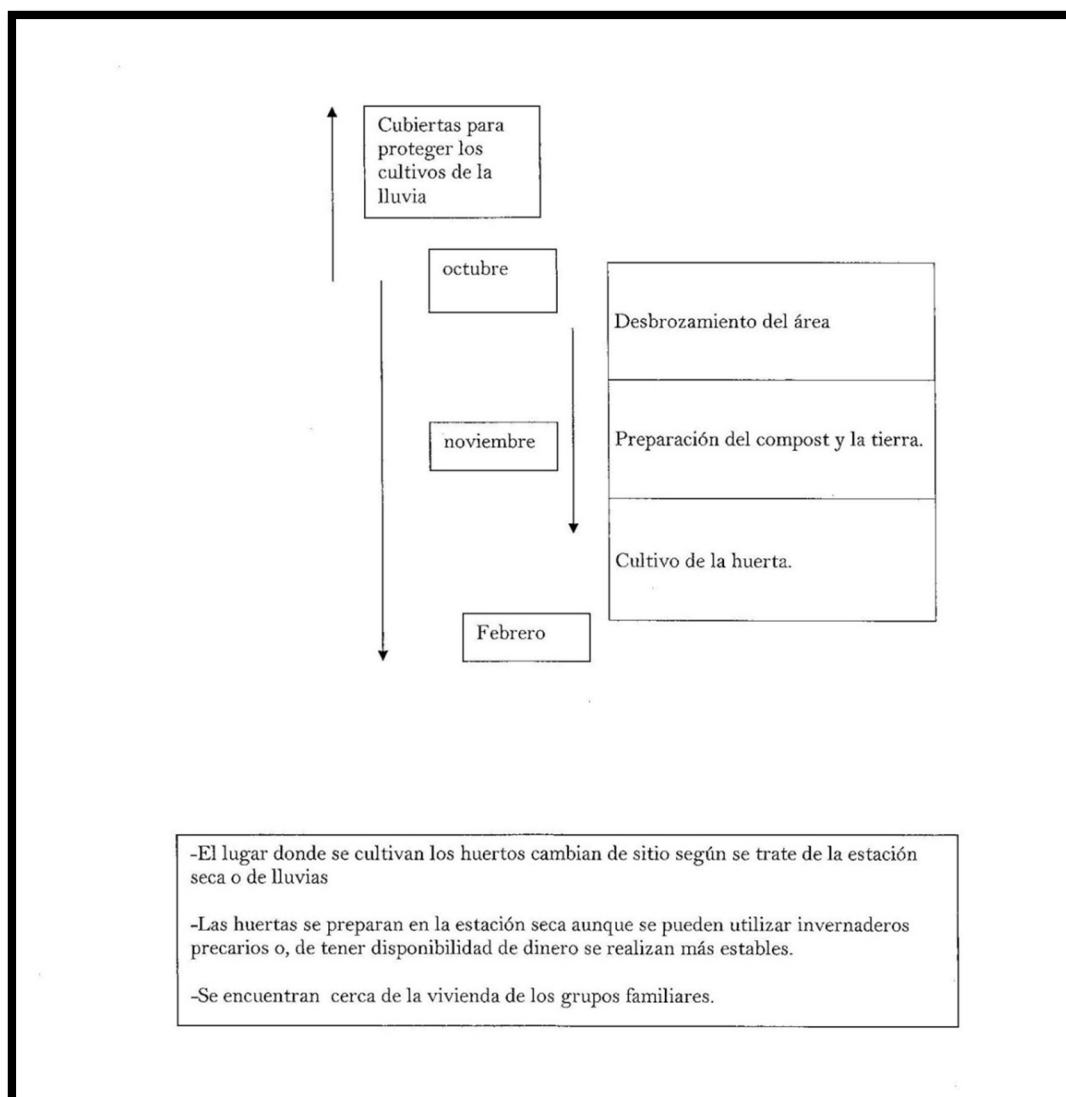 Cubiertas para
proteger los
cultivos de la
lluvia
octubre
Desbrozamiento del área
noviembre
Preparación del compost y la tierra.
Cultivo de la huerta.
Febrero
-El lugar donde se cultivan los huertos cambian de sitio según se trate de la estación
seca o de lluvias
-Las huertas se preparan en la estación seca aunque se pueden utilizar invernaderos
precarios o, de tener disponibilidad de dinero se realizan más estables.
-Se encuentran cerca de la vivienda de los grupos familiares.